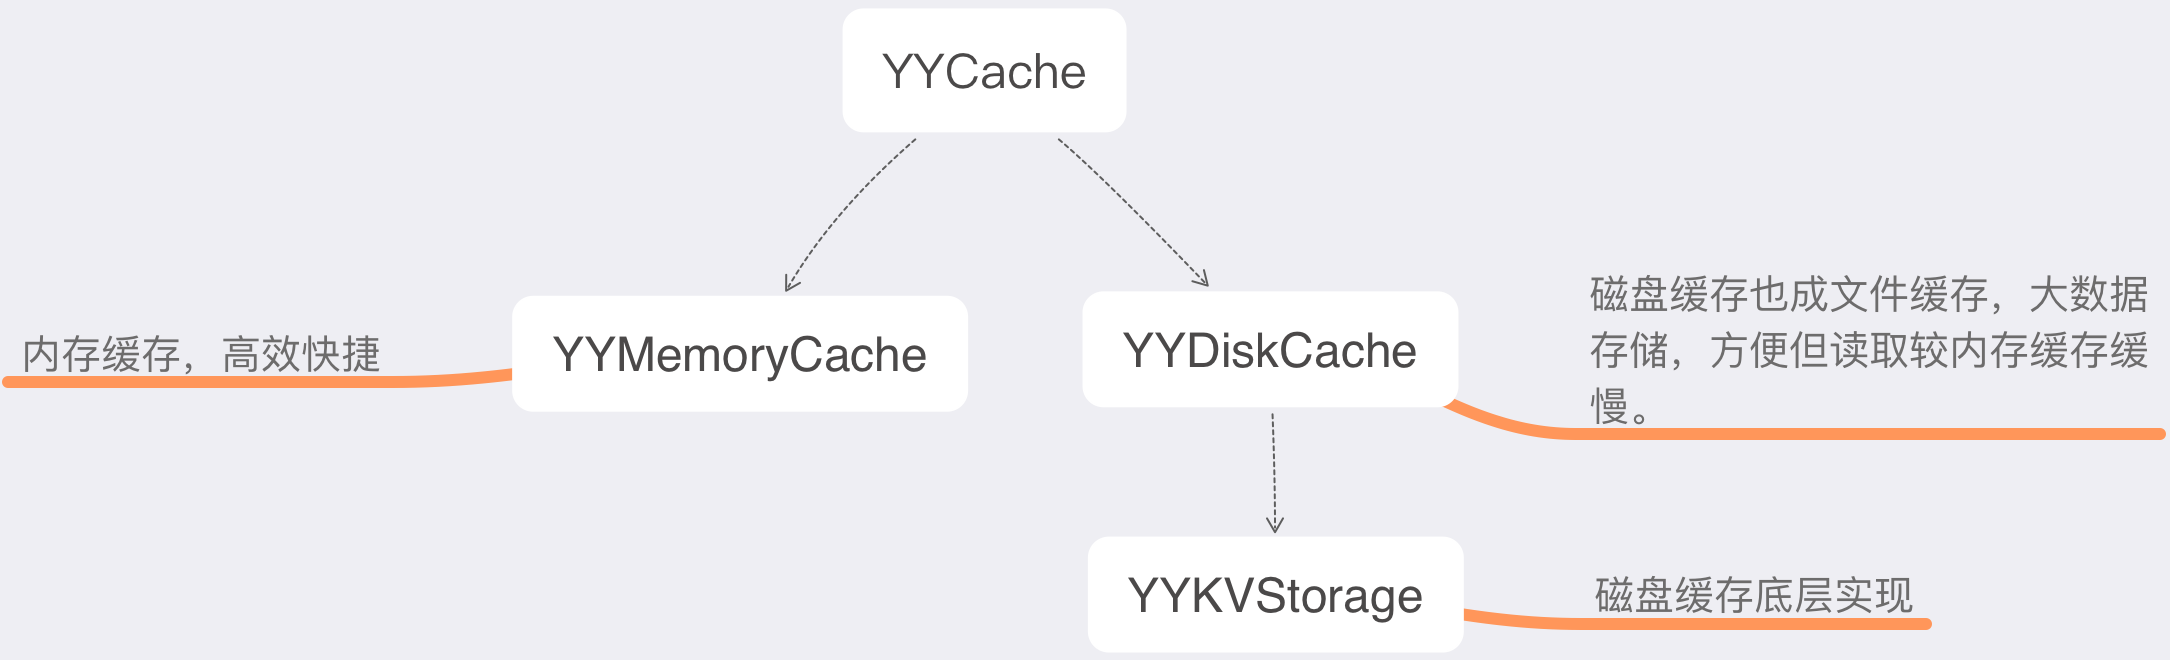 YYCache
内存缓存，高效快捷
YYMemoryCache
YYDiskCache
磁盘缓存也成文件缓存，大数据
存储，方便但读取较内存缓存缓
慢。
YYKVStorage
磁盘缓存底层实现